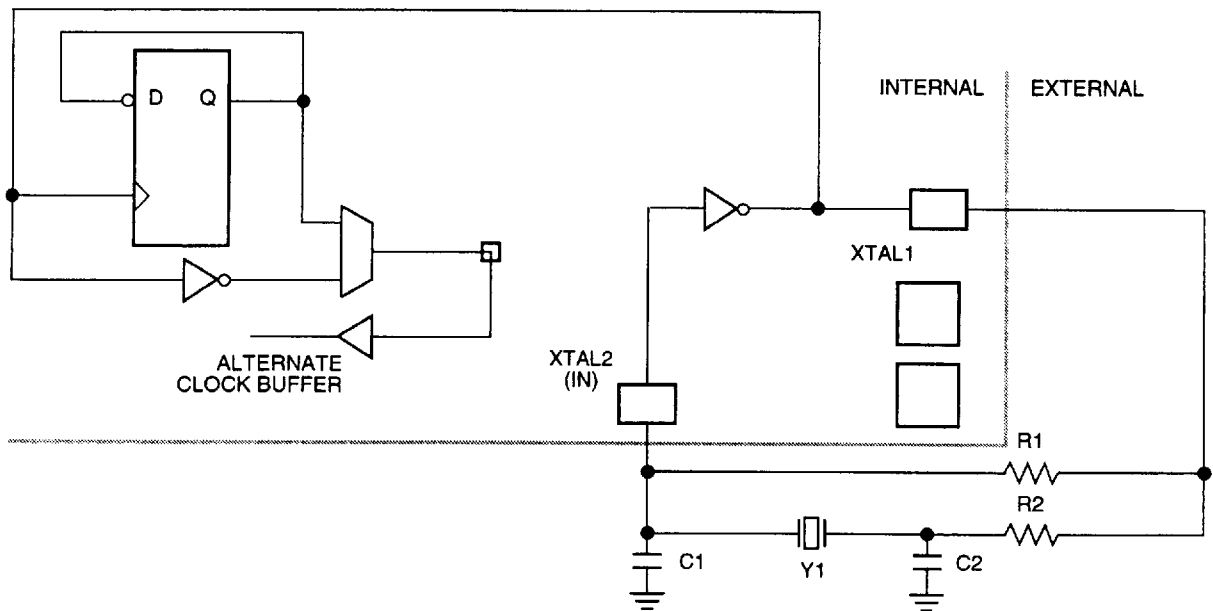 D Q
INTERNAL EXTERNAL
XTAL1
ALTERNATE
CLOCK BUFFER
XTAL2
(IN)
R1
R2
C1
Y1
C2